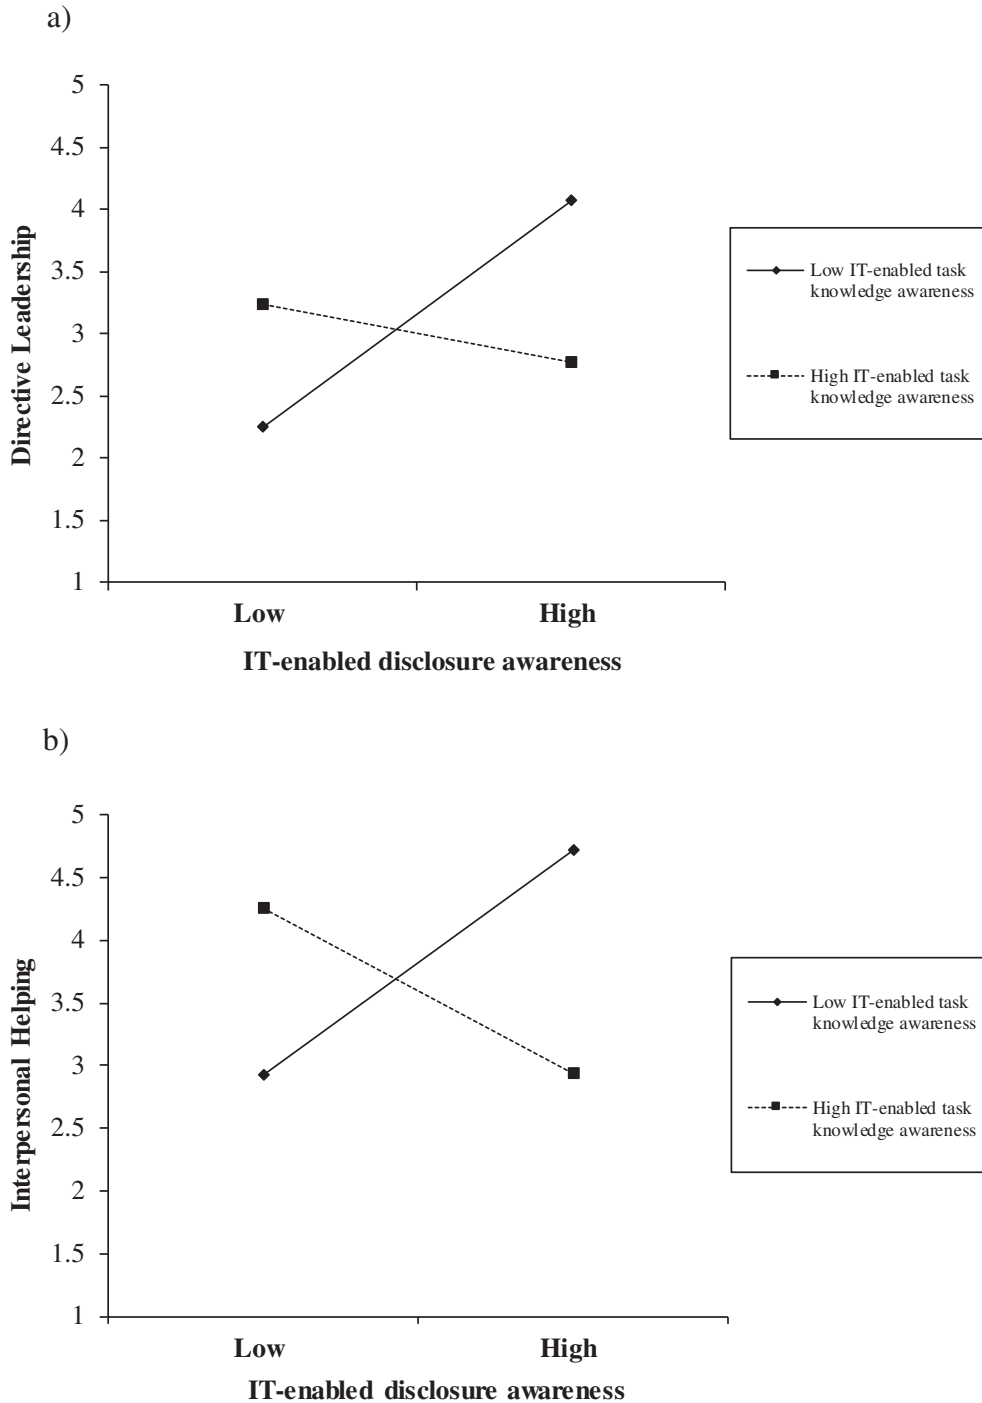 a)
5
4.5
4
3.5
3
2.5
2
1.5
1
Directive Leadership
Low
High
IT-enabled disclosure awareness
Low IT-enabled task
knowledge awareness
High IT-enabled task
knowledge awareness
b)
5
4.5
4
3.5
3
2.5
2
1.5
1
Interpersonal Helping
Low
High
IT-enabled disclosure awareness
Low IT-enabled task
knowledge awareness
High IT-enabled task
knowledge awareness